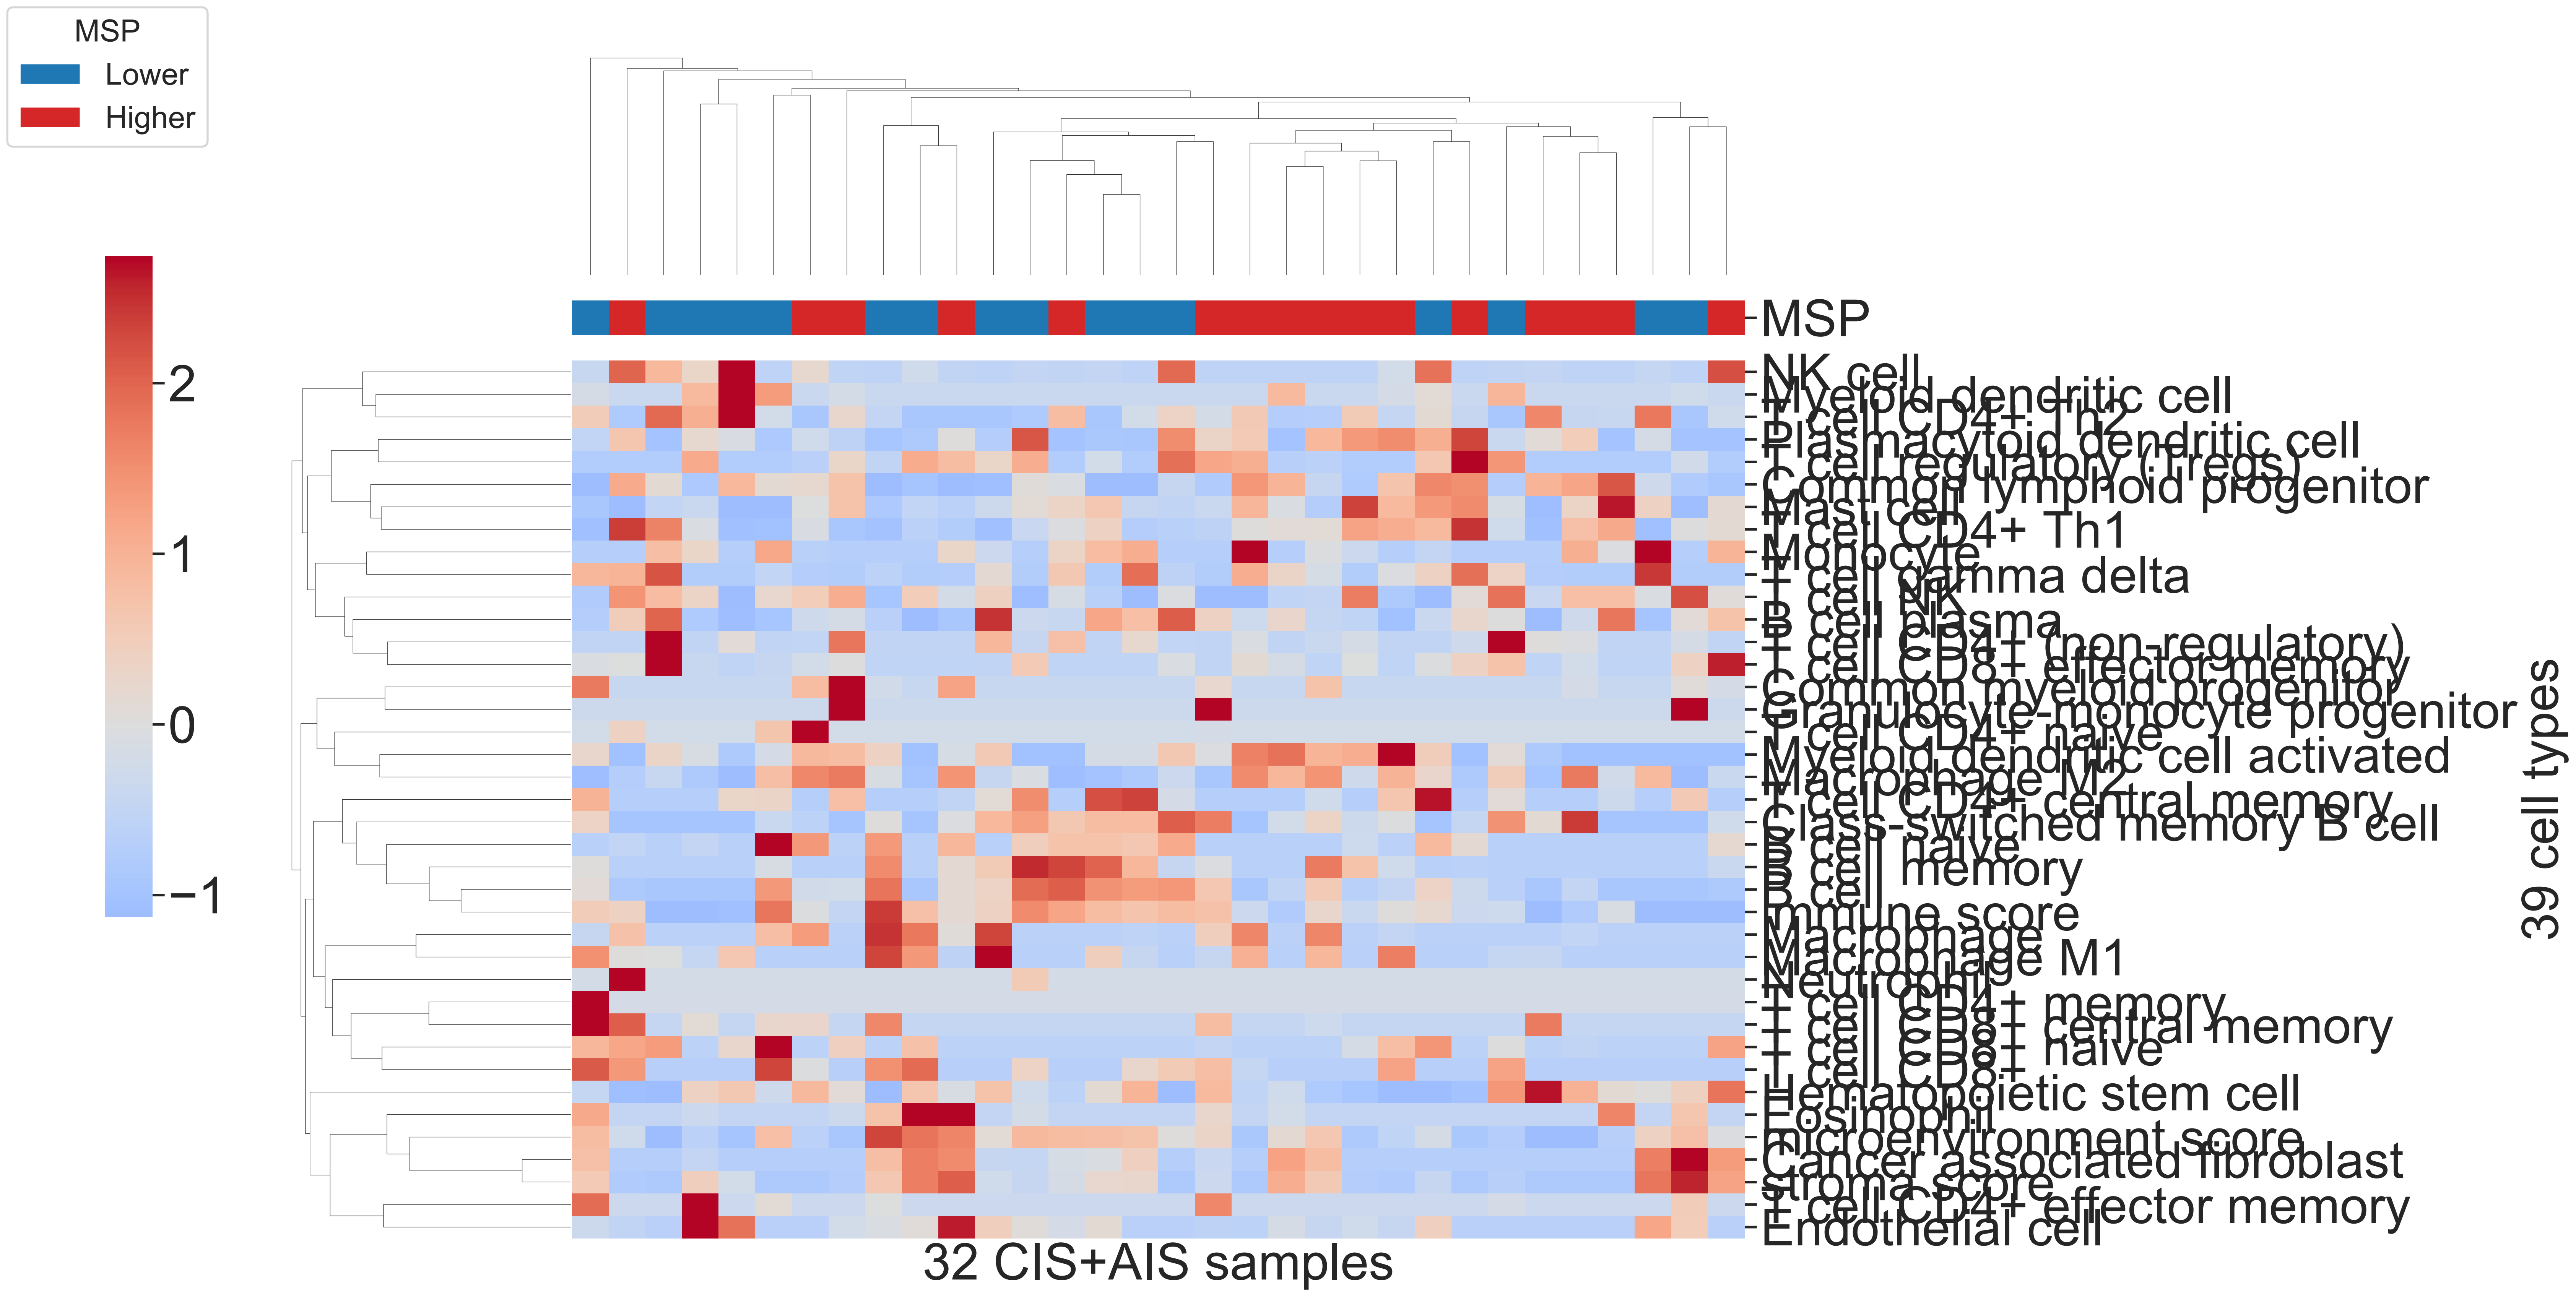 MSP
Lower
Higher
2
1
0
−1
MSP
NK cell
Myeloid dendritic cell
T cell CD4+ Th2
Plasmacytoid dendritic cell
T cell regulatory (Tregs)
Common lymphoid progenitor
Mast cell
T cell CD4+ Th1
Monocyte
T cell gamma delta
T cell NK
B cell plasma
T cell CD4+ (non-regulatory)
T cell CD8+ effector memory
Common myeloid progenitor
Granulocyte-monocyte progenitor
T cell CD4+ naive
Myeloid dendritic cell activated
Macrophage M2
T cell CD4+ central memory
Class-switched memory B cell
B cell naive
B cell memory
B cell
immune score
Macrophage
Macrophage M1
Neutrophil
T cell CD4+ memory
T cell CD8+ central memory
T cell CD8+ naive
T cell CD8+
Hematopoietic stem cell
Eosinophil
microenvironment score
Cancer associated fibroblast
stroma score
T cell CD4+ effector memory
Endothelial cell
39 cell types
32 CIS+AIS samples